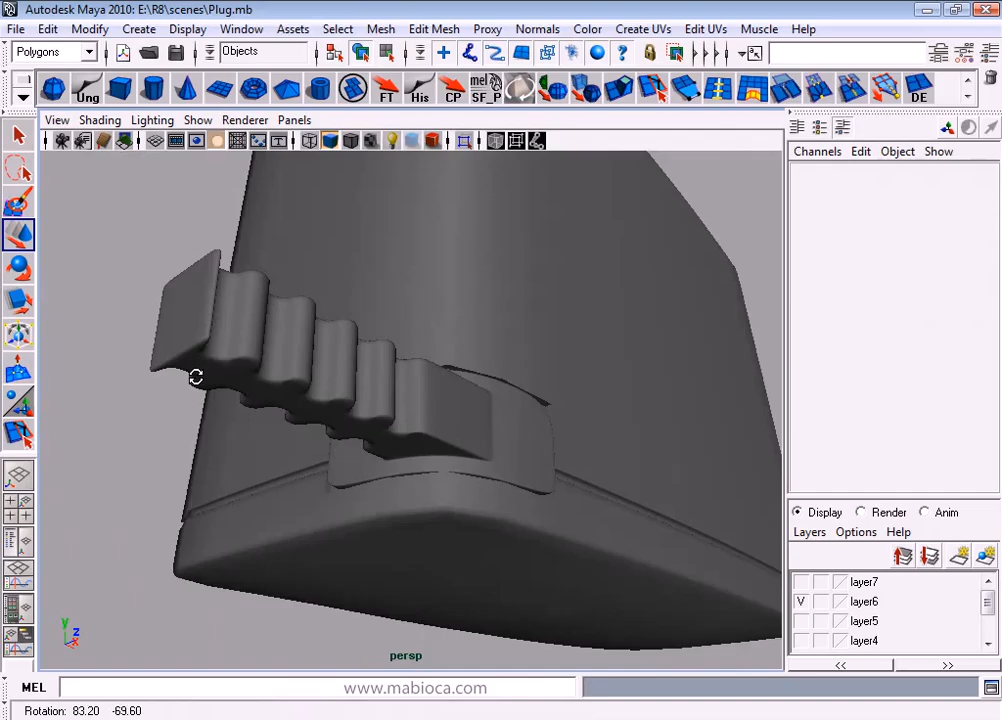 Autodesk Maya 2010: E:\R8\scenes\Plug.mb
File Edit Modify Create Display Window Assets Select Mesh Edit Mesh Proxy Normals Color Create UVs Edit UVs Muscle Help
Polygons Objects
Ung FT His CP mel SF_P DE
View Shading Lighting Show Renderer Panels
Channels Edit Object Show
Display Render Anim
Layers Options Help
layer7
V layer6
layer5
layer4
<< >>
y
z
x
persp
MEL www.mabioca.com
Rotation: 83.20 -69.60